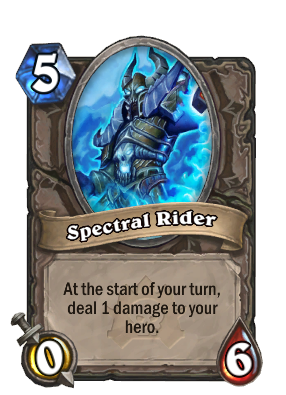 5
Spectral Rider
At the start of your turn,
deal 1 damage to your
hero.
0
6